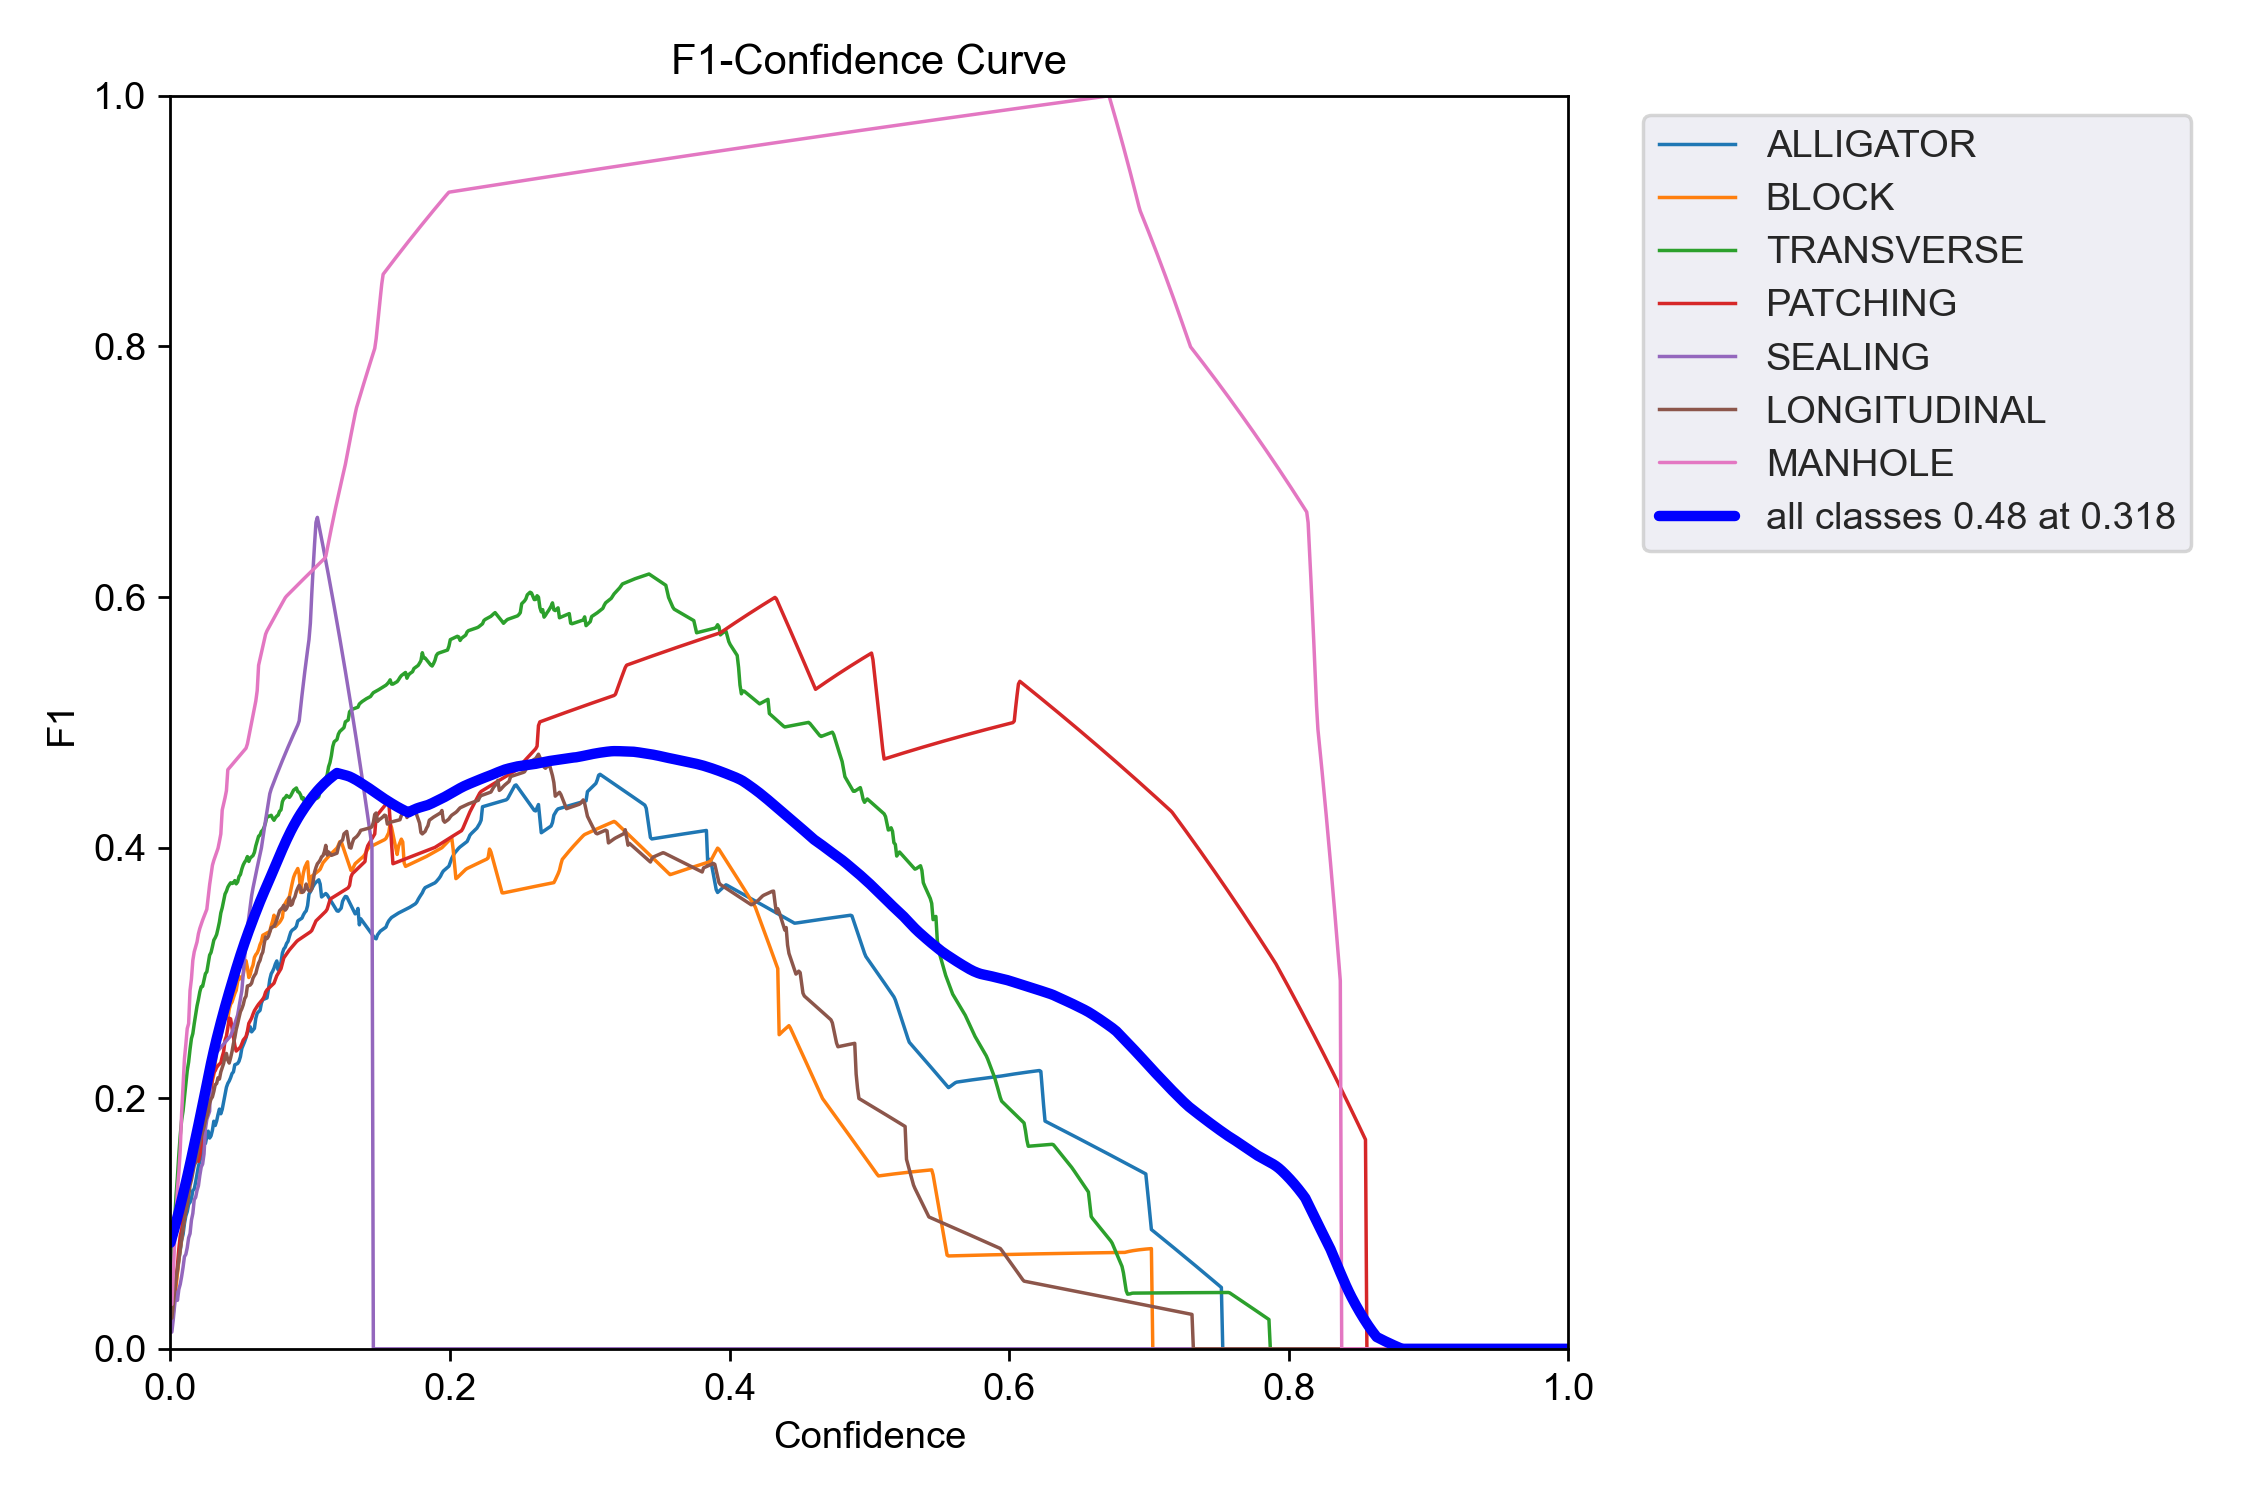 F1-Confidence Curve
1.0
0.8
0.6
0.4
0.2
0.0
F1
0.0 0.2 0.4 0.6 0.8 1.0
Confidence
ALLIGATOR
BLOCK
TRANSVERSE
PATCHING
SEALING
LONGITUDINAL
MANHOLE
all classes 0.48 at 0.318